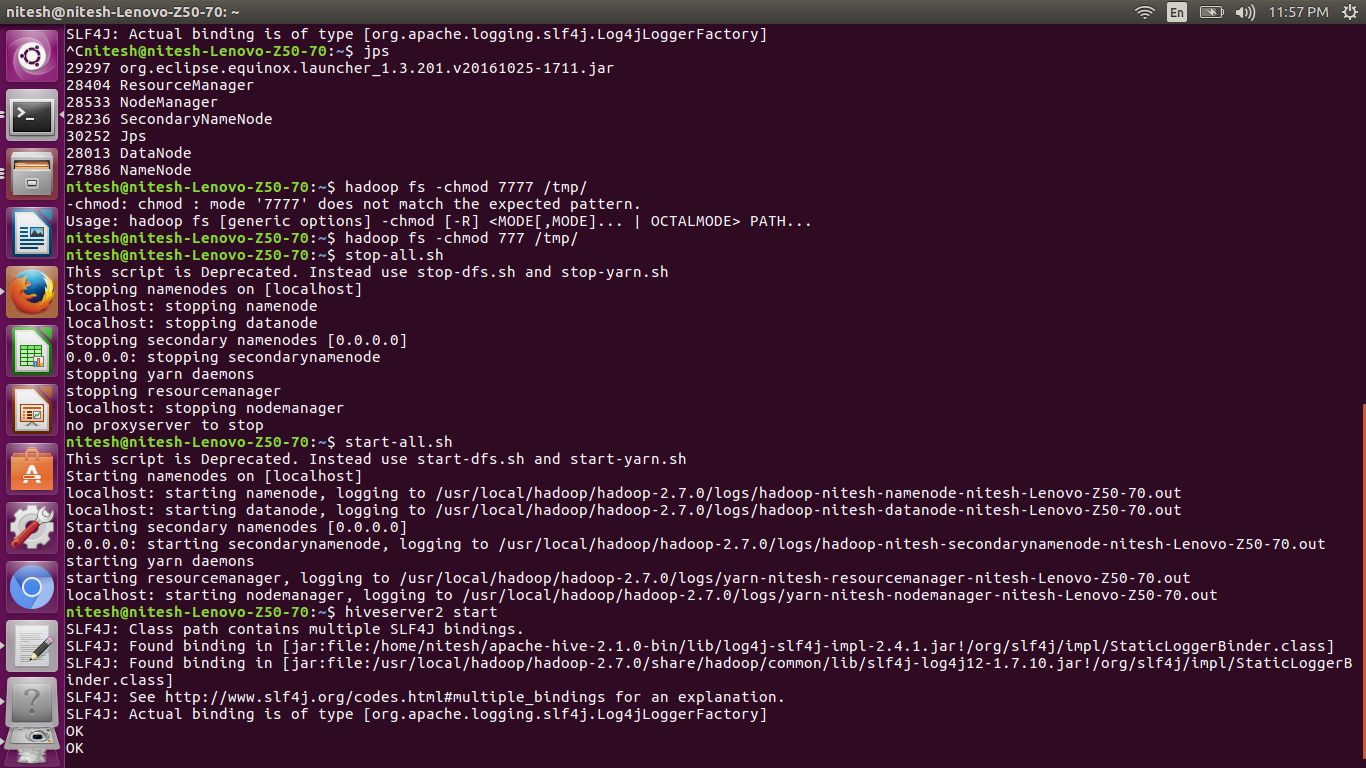 nitesh@nitesh-Lenovo-Z50-70: ~
En
11:57 PM
SLF4J: Actual binding is of type [org.apache.logging.slf4j.Log4jLoggerFactory]
^Cnitesh@nitesh-Lenovo-Z50-70:~$ jps
29297 org.eclipse.equinox.launcher_1.3.201.v20161025-1711.jar
28404 ResourceManager
28533 NodeManager
28236 SecondaryNameNode
30252 Jps
28013 DataNode
27886 NameNode
nitesh@nitesh-Lenovo-Z50-70:~$ hadoop fs -chmod 7777 /tmp/
-chmod: chmod : mode '7777' does not match the expected pattern.
Usage: hadoop fs [generic options] -chmod [-R] <MODE[,MODE]... | OCTALMODE> PATH...
nitesh@nitesh-Lenovo-Z50-70:~$ hadoop fs -chmod 777 /tmp/
nitesh@nitesh-Lenovo-Z50-70:~$ stop-all.sh
This script is Deprecated. Instead use stop-dfs.sh and stop-yarn.sh
Stopping namenodes on [localhost]
localhost: stopping namenode
localhost: stopping datanode
Stopping secondary namenodes [0.0.0.0]
0.0.0.0: stopping secondarynamenode
stopping yarn daemons
stopping resourcemanager
localhost: stopping nodemanager
no proxyserver to stop
nitesh@nitesh-Lenovo-Z50-70:~$ start-all.sh
This script is Deprecated. Instead use start-dfs.sh and start-yarn.sh
Starting namenodes on [localhost]
localhost: starting namenode, logging to /usr/local/hadoop/hadoop-2.7.0/logs/hadoop-nitesh-namenode-nitesh-Lenovo-Z50-70.out
localhost: starting datanode, logging to /usr/local/hadoop/hadoop-2.7.0/logs/hadoop-nitesh-datanode-nitesh-Lenovo-Z50-70.out
Starting secondary namenodes [0.0.0.0]
0.0.0.0: starting secondarynamenode, logging to /usr/local/hadoop/hadoop-2.7.0/logs/hadoop-nitesh-secondarynamenode-nitesh-Lenovo-Z50-70.out
starting yarn daemons
starting resourcemanager, logging to /usr/local/hadoop/hadoop-2.7.0/logs/yarn-nitesh-resourcemanager-nitesh-Lenovo-Z50-70.out
localhost: starting nodemanager, logging to /usr/local/hadoop/hadoop-2.7.0/logs/yarn-nitesh-nodemanager-nitesh-Lenovo-Z50-70.out
nitesh@nitesh-Lenovo-Z50-70:~$ hiveserver2 start
SLF4J: Class path contains multiple SLF4J bindings.
SLF4J: Found binding in [jar:file:/home/nitesh/apache-hive-2.1.0-bin/lib/log4j-slf4j-impl-2.4.1.jar!/org/slf4j/impl/StaticLoggerBinder.class]
SLF4J: Found binding in [jar:file:/usr/local/hadoop/hadoop-2.7.0/share/hadoop/common/lib/slf4j-log4j12-1.7.10.jar!/org/slf4j/impl/StaticLoggerB
inder.class]
SLF4J: See http://www.slf4j.org/codes.html#multiple_bindings for an explanation.
SLF4J: Actual binding is of type [org.apache.logging.slf4j.Log4jLoggerFactory]
OK
OK